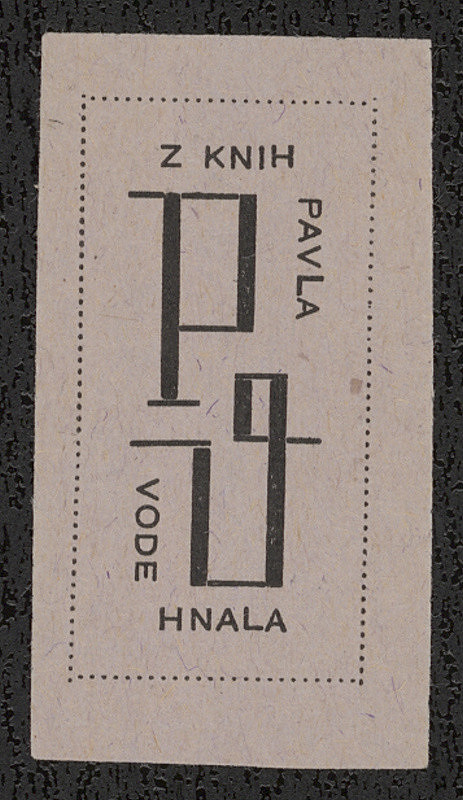 Z KNIH
PAVLA
P
V
VODE
HNALA